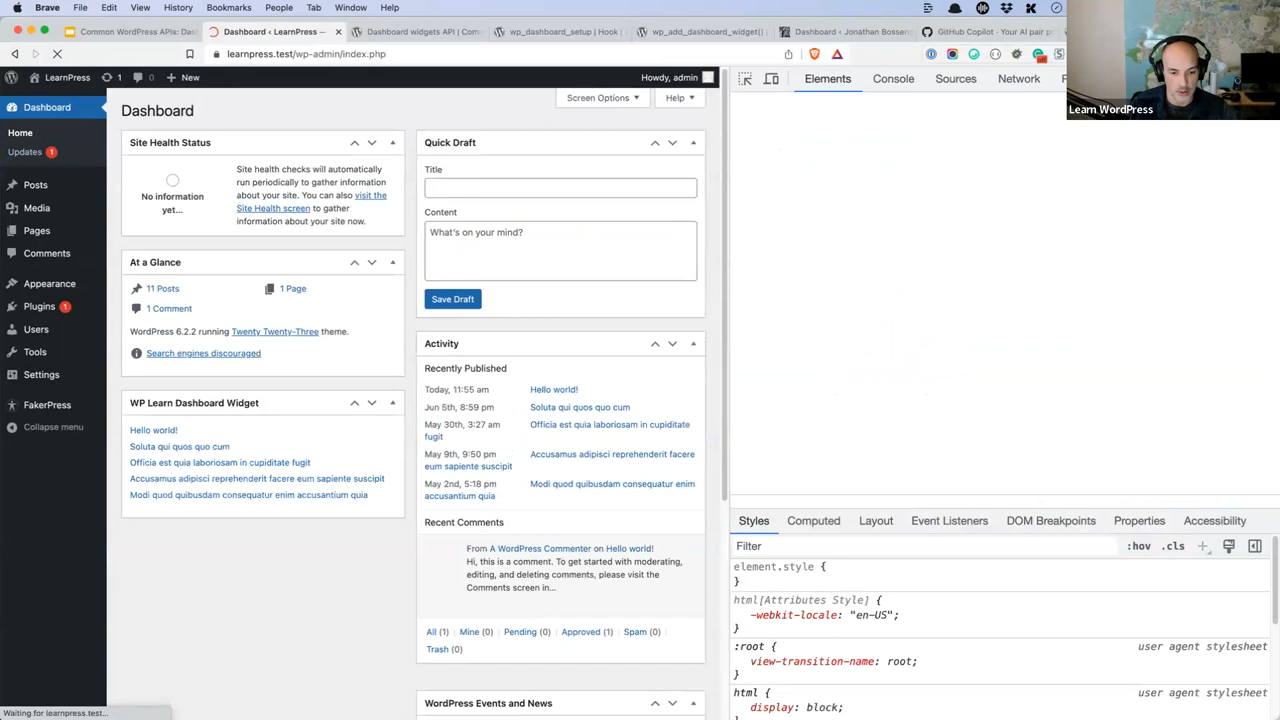 Brave File Edit View History Bookmarks People Tab Window Help
Common WordPress APIs: Das
Dashboard ‹ LearnPress —
Dashboard widgets API | Com
wp_dashboard_setup | Hook |
wp_add_dashboard_widget()
Dashboard ‹ Jonathan Bossen
GitHub Copilot · Your AI pair p
learnpress.test/wp-admin/index.php
LearnPress 1 0 New
Howdy, admin
Elements Console Sources Network
Learn WordPress
Dashboard
Home
Updates 1
Posts
Media
Pages
Comments
Appearance
Plugins 1
Users
Tools
Settings
FakerPress
Collapse menu
Screen Options Help
Dashboard
Site Health Status
No information
yet...
Site health checks will automatically
run periodically to gather information
about your site. You can also visit the
Site Health screen to gather
information about your site now.
At a Glance
11 Posts 1 Page
1 Comment
WordPress 6.2.2 running Twenty Twenty-Three theme.
Search engines discouraged
WP Learn Dashboard Widget
Hello world!
Soluta qui quos quo cum
Officia est quia laboriosam in cupiditate fugit
Accusamus adipisci reprehenderit facere eum sapiente suscipit
Modi quod quibusdam consequatur enim accusantium quia
Quick Draft
Title
Content
What's on your mind?
Save Draft
Activity
Recently Published
Today, 11:55 am Hello world!
Jun 5th, 8:59 pm Soluta qui quos quo cum
May 30th, 3:27 am Officia est quia laboriosam in cupiditate
fugit
May 9th, 9:50 pm Accusamus adipisci reprehenderit facere
eum sapiente suscipit
May 2nd, 5:18 pm Modi quod quibusdam consequatur enim
accusantium quia
Recent Comments
From A WordPress Commenter on Hello world!
Hi, this is a comment. To get started with moderating,
editing, and deleting comments, please visit the
Comments screen in...
All (1) Mine (0) Pending (0) Approved (1) Spam (0)
Trash (0)
WordPress Events and News
Styles Computed Layout Event Listeners DOM Breakpoints Properties Accessibility
Filter :hov .cls
element.style {
}
html[Attributes Style] {
-webkit-locale: "en-US";
}
:root { user agent stylesheet
view-transition-name: root;
}
html { user agent stylesheet
display: block;
Waiting for learnpress.test...